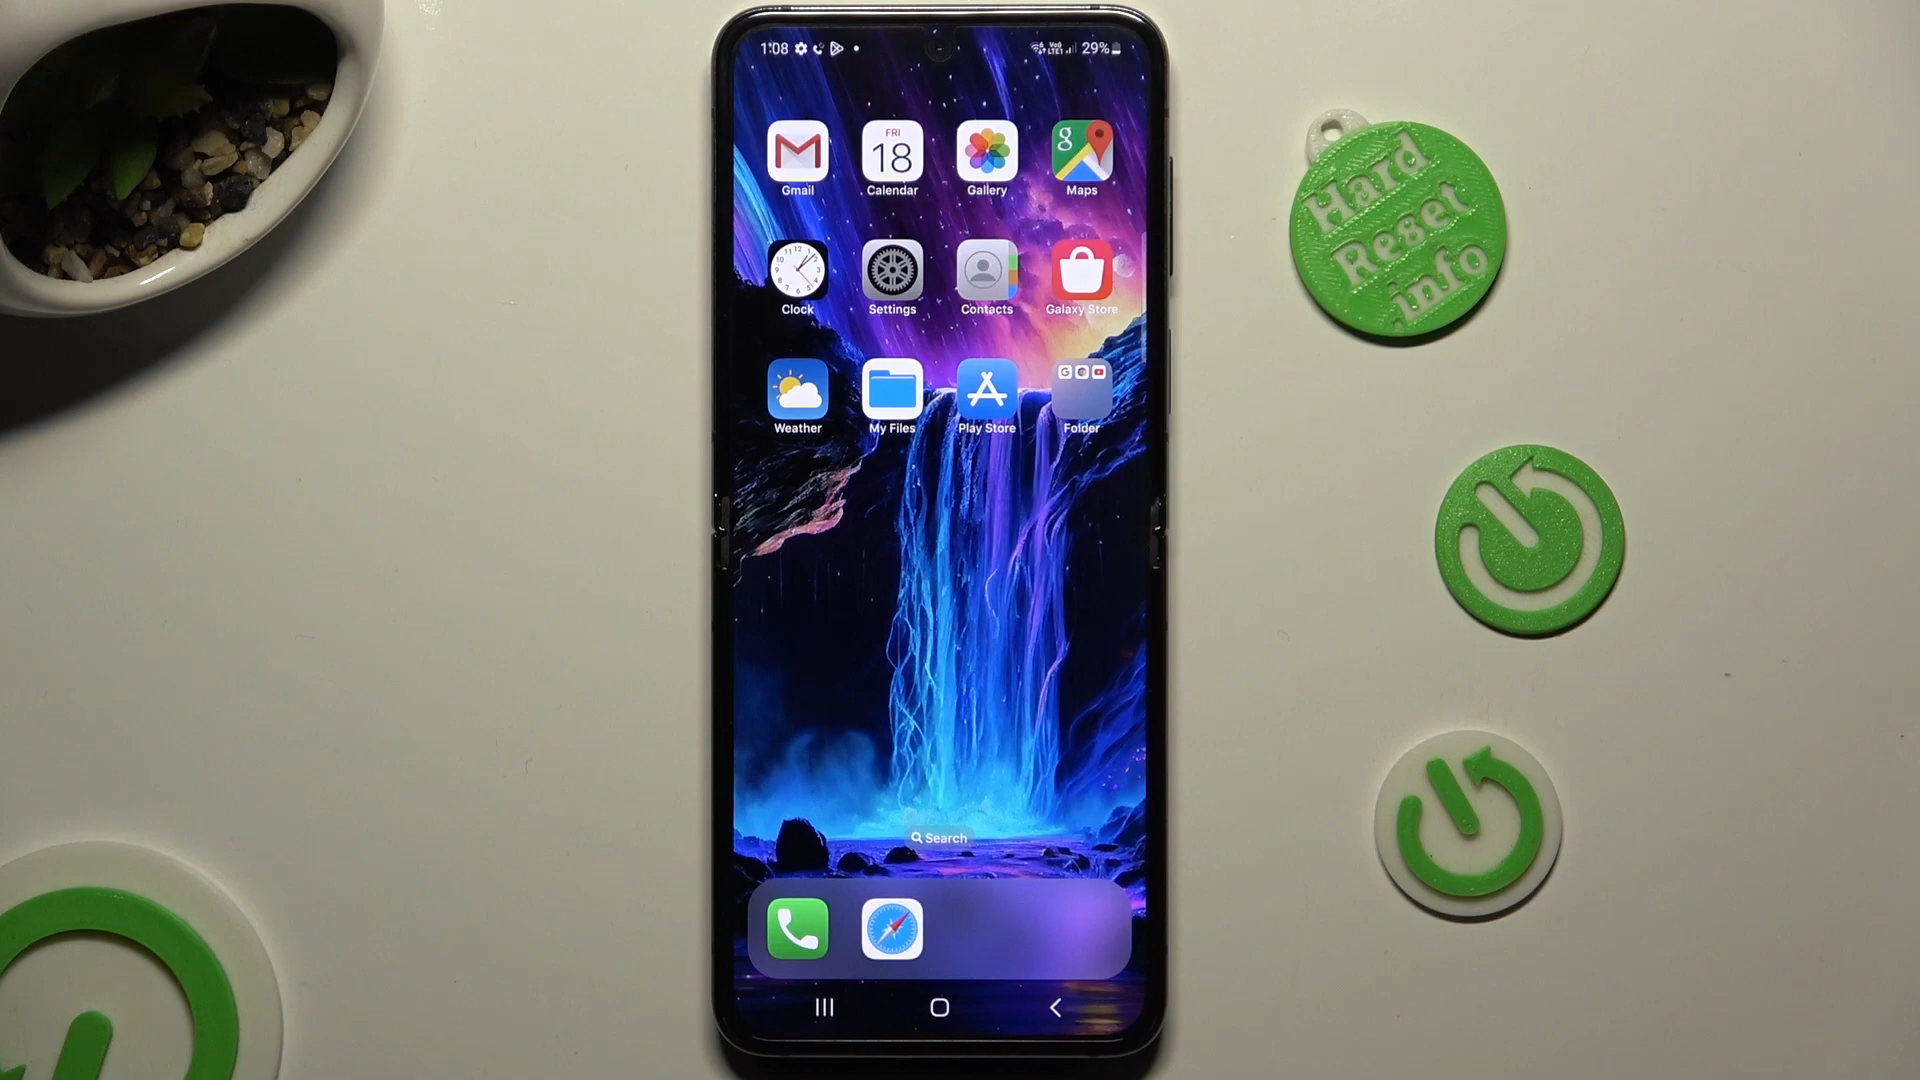 1:08 29%
FRI
18
g
Gmail Calendar Gallery Maps
Clock Settings Contacts Galaxy Store
Weather My Files Play Store Folder
Search
Hard
Reset
info